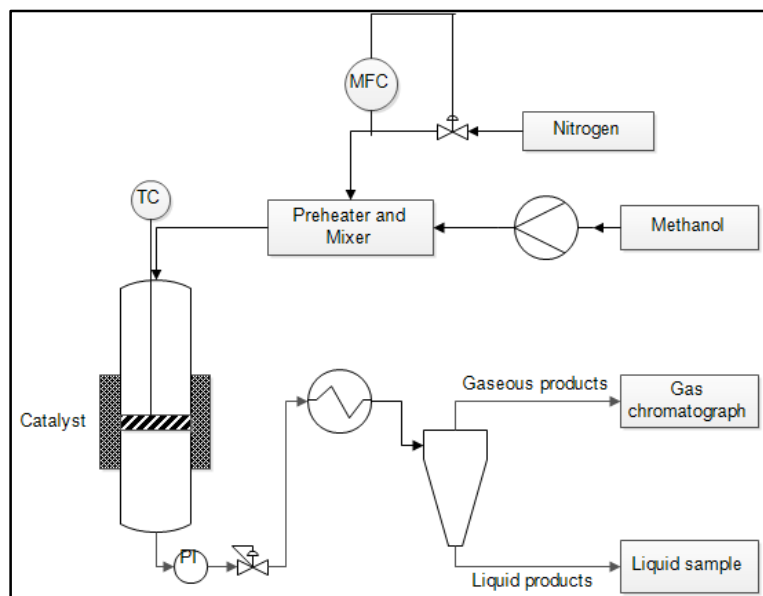 MFC
Nitrogen
TC
Preheater and
Mixer
Methanol
Gaseous products
Gas
chromatograph
Catalyst
PI
Liquid products
Liquid sample